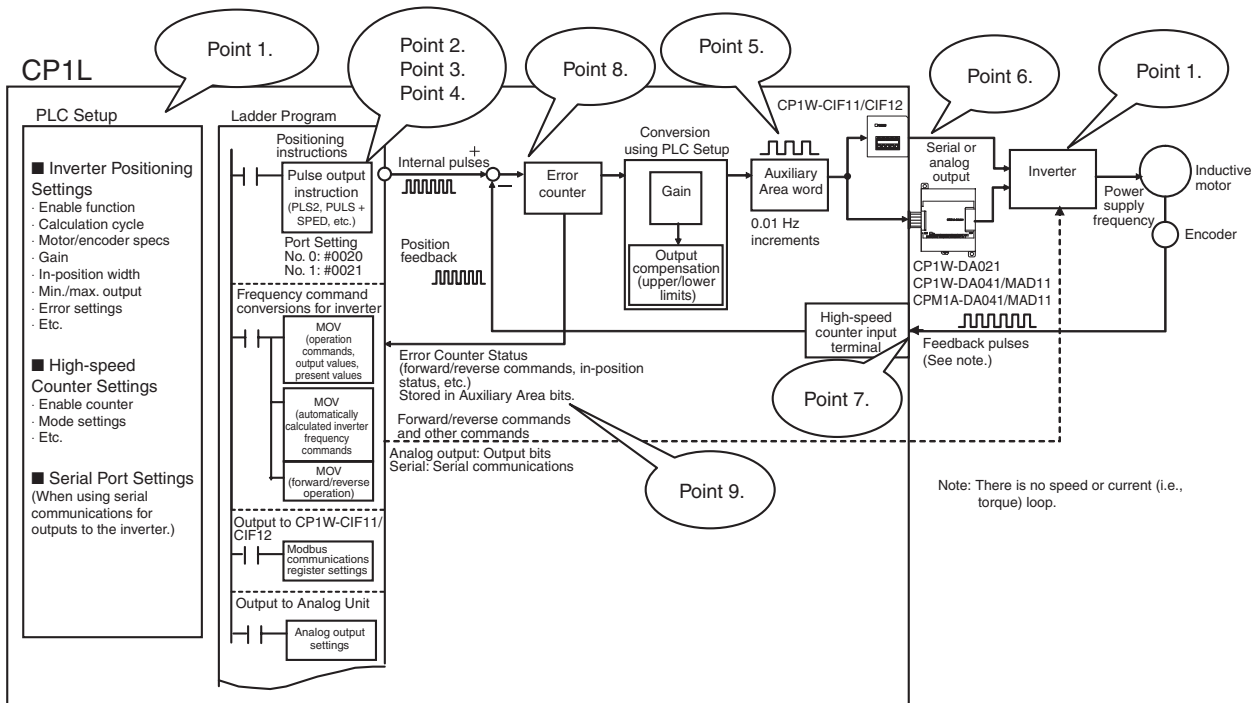 Point 1.
Point 2.
Point 3.
Point 4.
Point 8.
Point 5.
Point 6.
Point 1.
CP1L
PLC Setup
■ Inverter Positioning
Settings
· Enable function
· Calculation cycle
· Motor/encoder specs
· Gain
· In-position width
· Min./max. output
· Error settings
· Etc.
■ High-speed
Counter Settings
· Enable counter
· Mode settings
· Etc.
■ Serial Port Settings
(When using serial
communications for
outputs to the inverter.)
Ladder Program
Positioning
instructions
Pulse output
instruction
(PLS2, PULS +
SPED, etc.)
Port Setting
No. 0: #0020
No. 1: #0021
Frequency command
conversions for inverter
MOV
(operation
commands,
output values,
present values
MOV
(automatically
calculated inverter
frequency
commands)
MOV
(forward/reverse
operation)
Output to CP1W-CIF11/
CIF12
Modbus
communications
register settings
Output to Analog Unit
Analog output
settings
Internal pulses
+
−
Position
feedback
Error
counter
Conversion
using PLC Setup
Gain
Output
compensation
(upper/lower
limits)
Auxiliary
Area word
0.01 Hz
increments
CP1W-CIF11/CIF12
Serial or
analog
output
CP1W-DA021
CP1W-DA041/MAD11
CPM1A-DA041/MAD11
Inverter
Power
supply
frequency
Inductive
motor
Encoder
High-speed
counter input
terminal
Feedback pulses
(See note.)
Point 7.
Error Counter Status
(forward/reverse commands, in-position
status, etc.)
Stored in Auxiliary Area bits.
Forward/reverse commands
and other commands
Analog output: Output bits
Serial: Serial communications
Point 9.
Note: There is no speed or current (i.e.,
torque) loop.